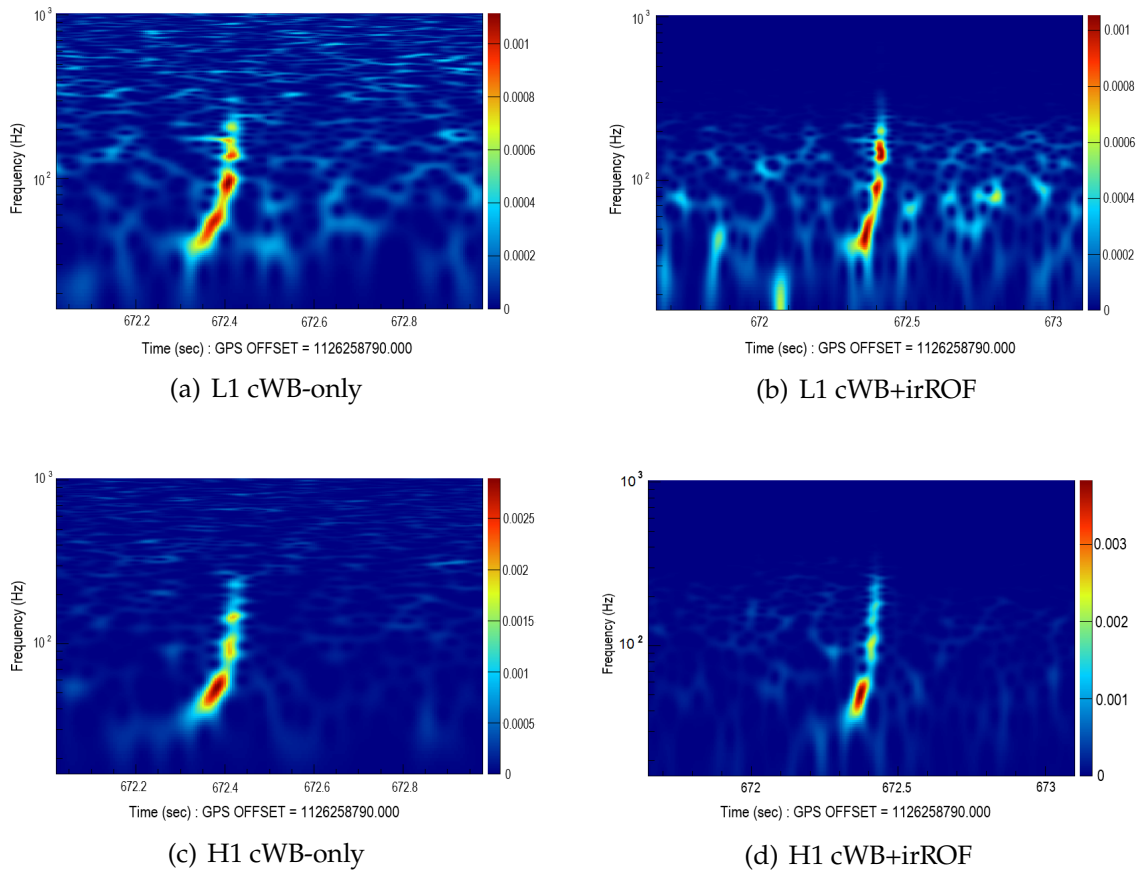 10³
Frequency (Hz)
10²
0.001
0.0008
0.0006
0.0004
0.0002
0
672.2 672.4 672.6 672.8
Time (sec) : GPS OFFSET = 1126258790.000
(a) L1 cWB-only
10³
Frequency (Hz)
10²
0.001
0.0008
0.0006
0.0004
0.0002
0
672 672.5 673
Time (sec) : GPS OFFSET = 1126258790.000
(b) L1 cWB+irROF
10³
Frequency (Hz)
10²
0.0025
0.002
0.0015
0.001
0.0005
0
672.2 672.4 672.6 672.8
Time (sec) : GPS OFFSET = 1126258790.000
(c) H1 cWB-only
10³
Frequency (Hz)
10²
0.003
0.002
0.001
0
672 672.5 673
Time (sec) : GPS OFFSET = 1126258790.000
(d) H1 cWB+irROF